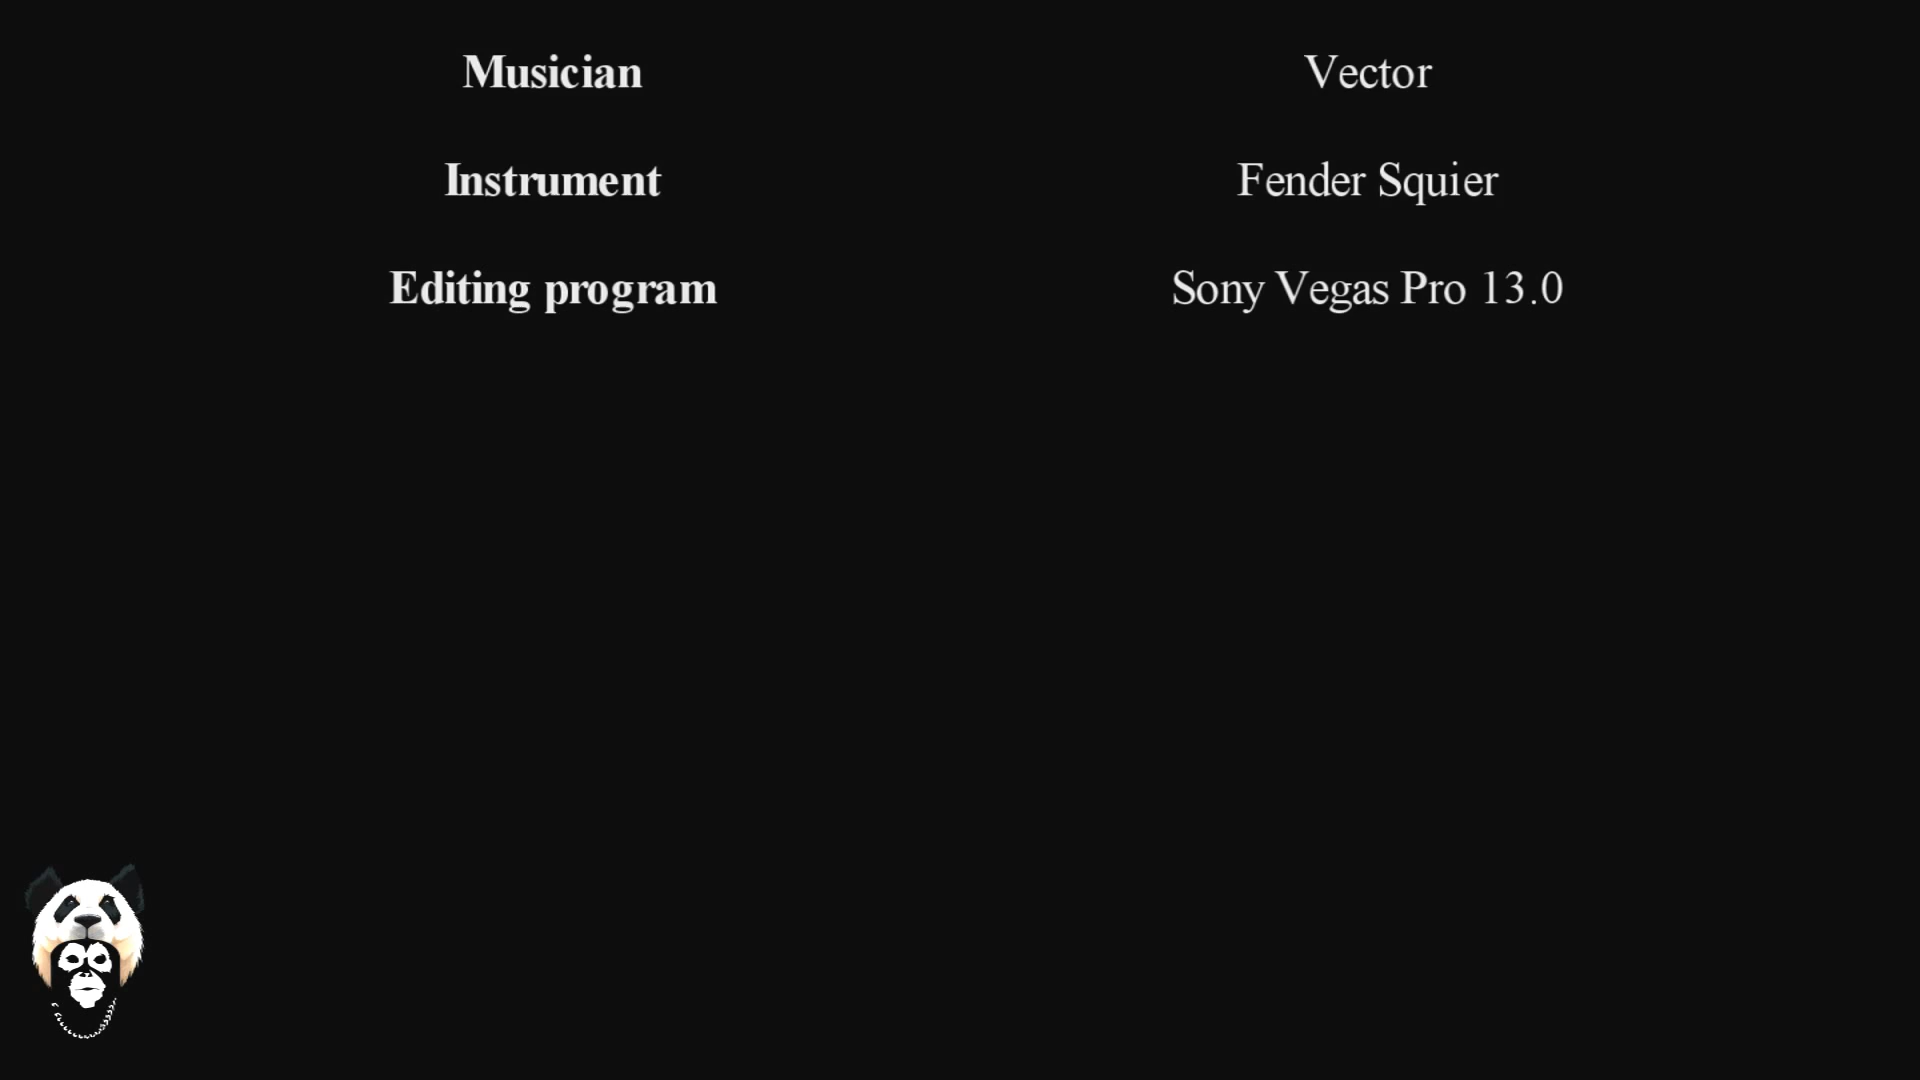 Musician Vector
Instrument Fender Squier
Editing program Sony Vegas Pro 13.0